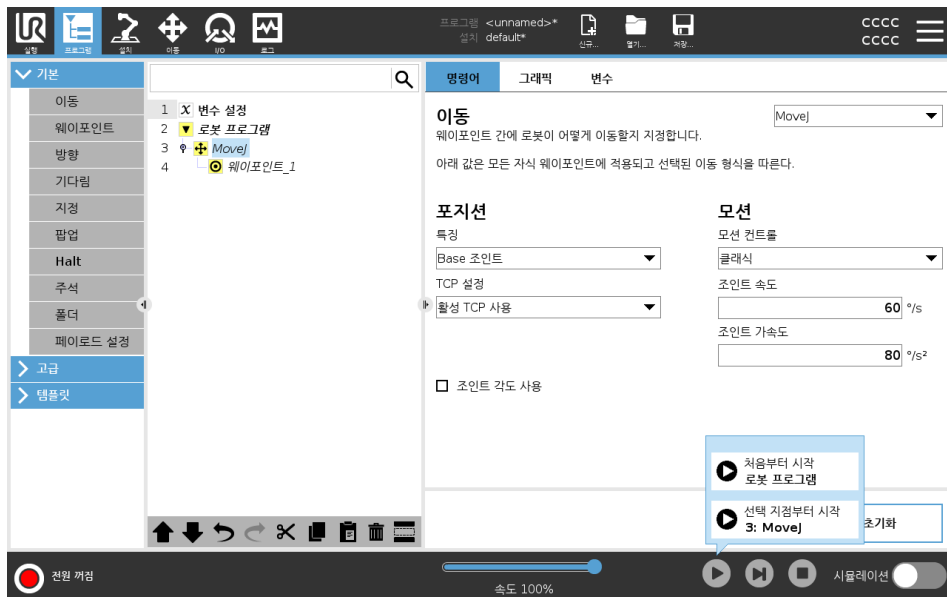 UR
실행
프로그램
설치
이동
I/O
로그
프로그램 <unnamed>*
설치 default*
신규...
열기...
저장...
CCCC
CCCC
기본
이동
웨이포인트
방향
기다림
지정
팝업
Halt
주석
폴더
페이로드 설정
고급
템플릿
1 X 변수 설정
2 로봇 프로그램
3 MoveJ
4 웨이포인트_1
명령어 그래픽 변수
이동
MoveJ
웨이포인트 간에 로봇이 어떻게 이동할지 지정합니다.
아래 값은 모든 자식 웨이포인트에 적용되고 선택된 이동 형식을 따른다.
포지션
특징
Base 조인트
TCP 설정
활성 TCP 사용
조인트 각도 사용
모션
모션 컨트롤
클래식
조인트 속도
60 °/s
조인트 가속도
80 °/s²
처음부터 시작
로봇 프로그램
선택 지점부터 시작
3: MoveJ
초기화
전원 꺼짐
속도 100%
시뮬레이션